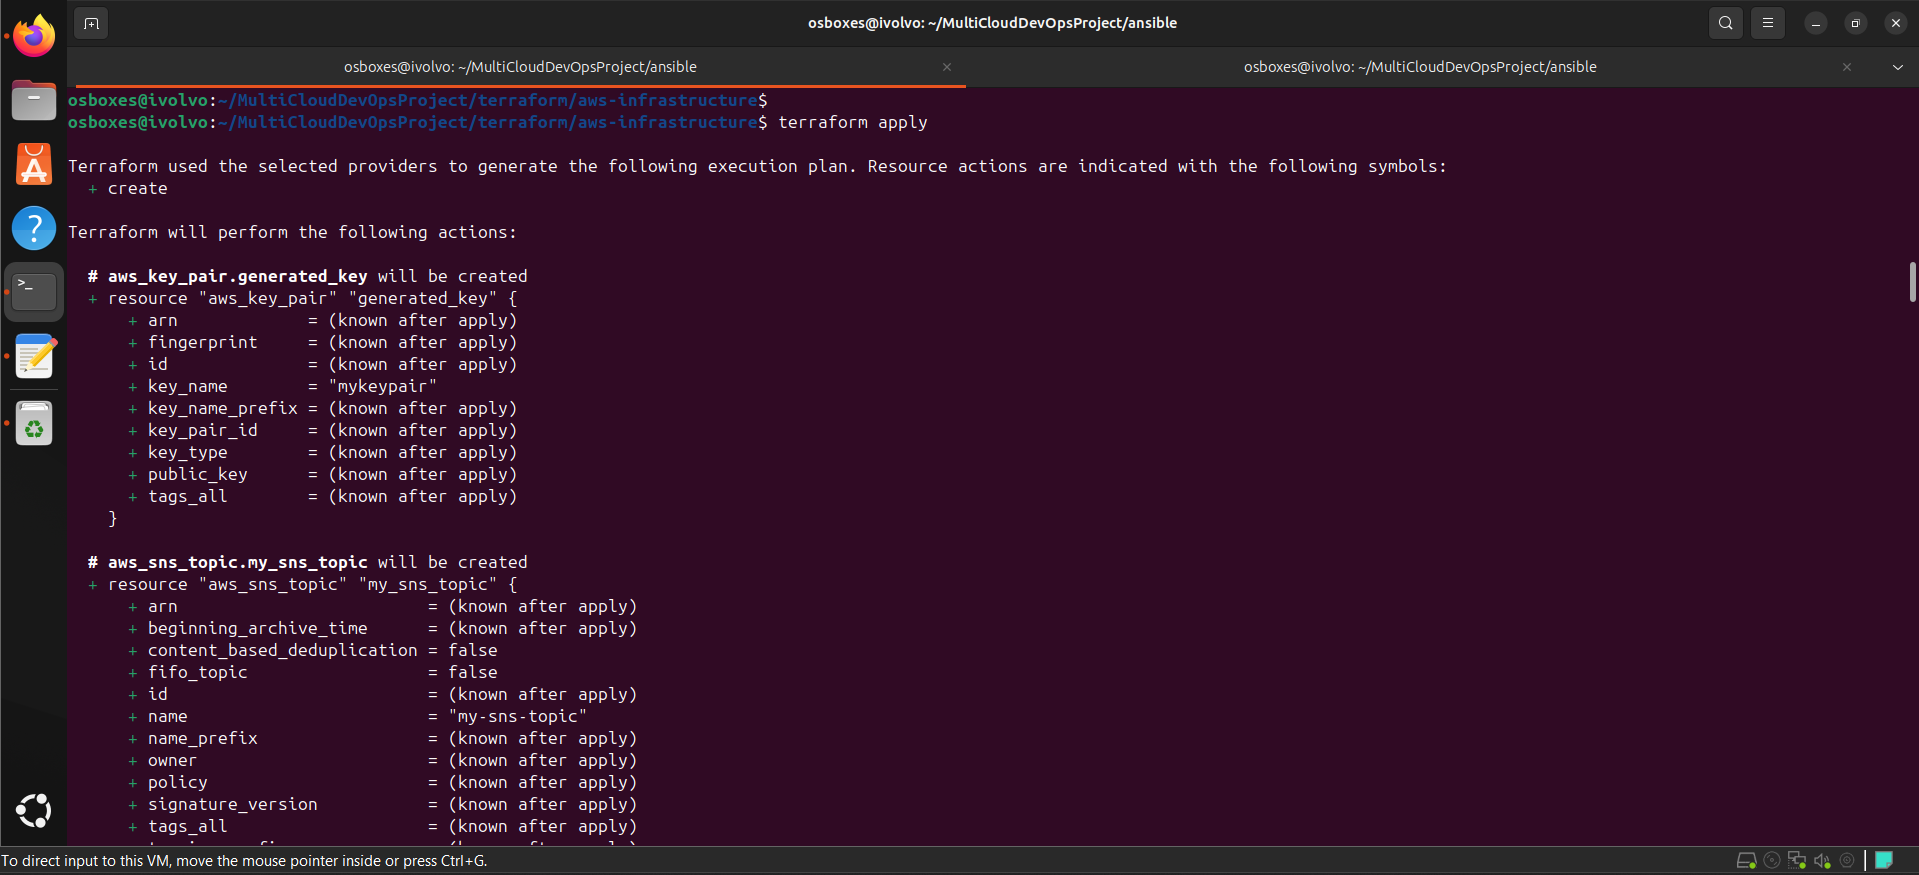 osboxes@ivolvo: ~/MultiCloudDevOpsProject/ansible
osboxes@ivolvo: ~/MultiCloudDevOpsProject/ansible
osboxes@ivolvo: ~/MultiCloudDevOpsProject/ansible
osboxes@ivolvo:~/MultiCloudDevOpsProject/terraform/aws-infrastructure$
osboxes@ivolvo:~/MultiCloudDevOpsProject/terraform/aws-infrastructure$ terraform apply
Terraform used the selected providers to generate the following execution plan. Resource actions are indicated with the following symbols:
  + create
Terraform will perform the following actions:
  # aws_key_pair.generated_key will be created
  + resource "aws_key_pair" "generated_key" {
      + arn             = (known after apply)
      + fingerprint     = (known after apply)
      + id              = (known after apply)
      + key_name        = "mykeypair"
      + key_name_prefix = (known after apply)
      + key_pair_id     = (known after apply)
      + key_type        = (known after apply)
      + public_key      = (known after apply)
      + tags_all        = (known after apply)
    }
  # aws_sns_topic.my_sns_topic will be created
  + resource "aws_sns_topic" "my_sns_topic" {
      + arn                         = (known after apply)
      + beginning_archive_time      = (known after apply)
      + content_based_deduplication = false
      + fifo_topic                  = false
      + id                          = (known after apply)
      + name                        = "my-sns-topic"
      + name_prefix                 = (known after apply)
      + owner                       = (known after apply)
      + policy                      = (known after apply)
      + signature_version           = (known after apply)
      + tags_all                    = (known after apply)
To direct input to this VM, move the mouse pointer inside or press Ctrl+G.